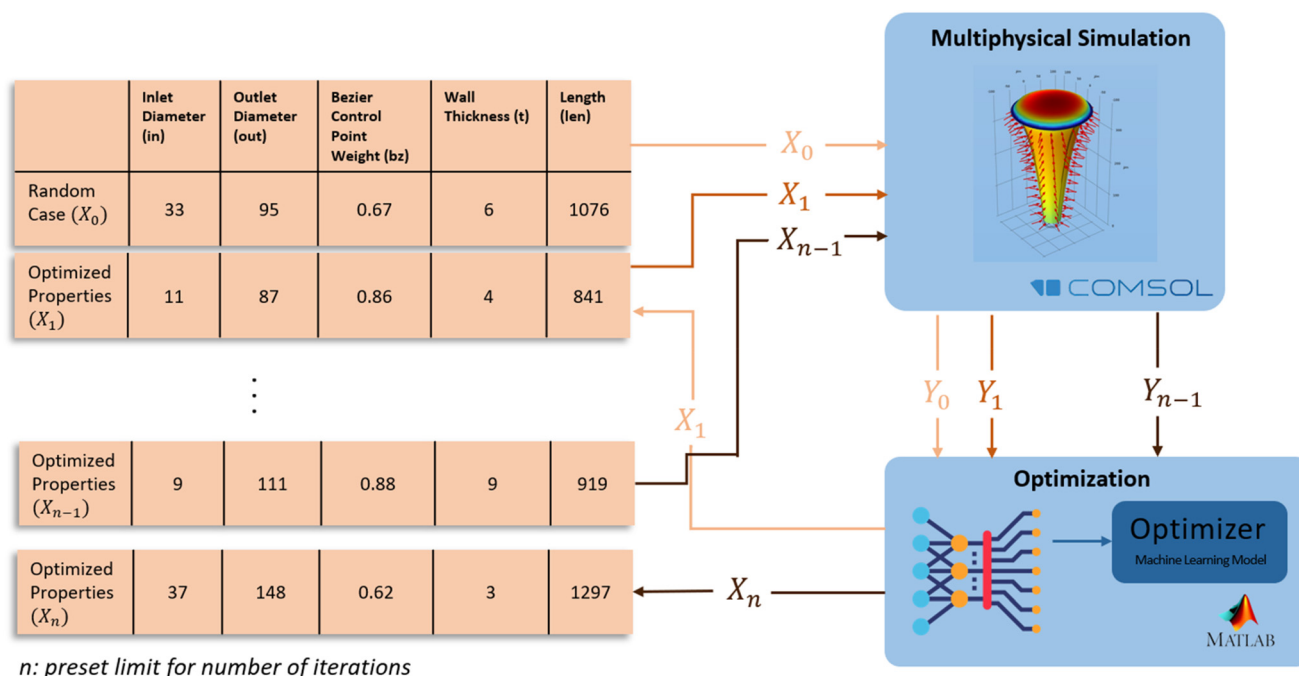 Multiphysical Simulation
Inlet
Diameter
(in)
Outlet
Diameter
(out)
Bezier
Control
Point
Weight (bz)
Wall
Thickness (t)
Length
(len)
Random
Case (X₀)
33 95 0.67 6 1076
Optimized
Properties
(X₁)
11 87 0.86 4 841
⋮
Optimized
Properties
(Xₙ₋₁)
9 111 0.88 9 919
Optimized
Properties
(Xₙ)
37 148 0.62 3 1297
n: preset limit for number of iterations
X₀
X₁
Xₙ₋₁
COMSOL
Y₀ Y₁ Yₙ₋₁
X₁
Xₙ
Optimization
Optimizer
Machine Learning Model
MATLAB